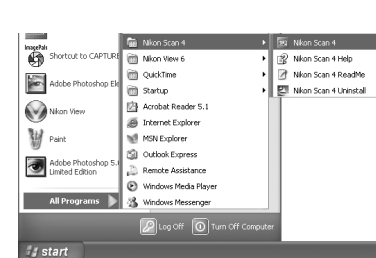 ImagePals
Shortcut to CAPTURE
Adobe Photoshop Ele
Nikon View
Paint
Adobe Photoshop 5.
Limited Edition
All Programs
Nikon Scan 4
Nikon View 6
QuickTime
Startup
Acrobat Reader 5.1
Internet Explorer
MSN Explorer
Outlook Express
Remote Assistance
Windows Media Player
Windows Messenger
Nikon Scan 4
Nikon Scan 4 Help
Nikon Scan 4 ReadMe
Nikon Scan 4 Uninstall
Log Off
Turn Off Computer
start